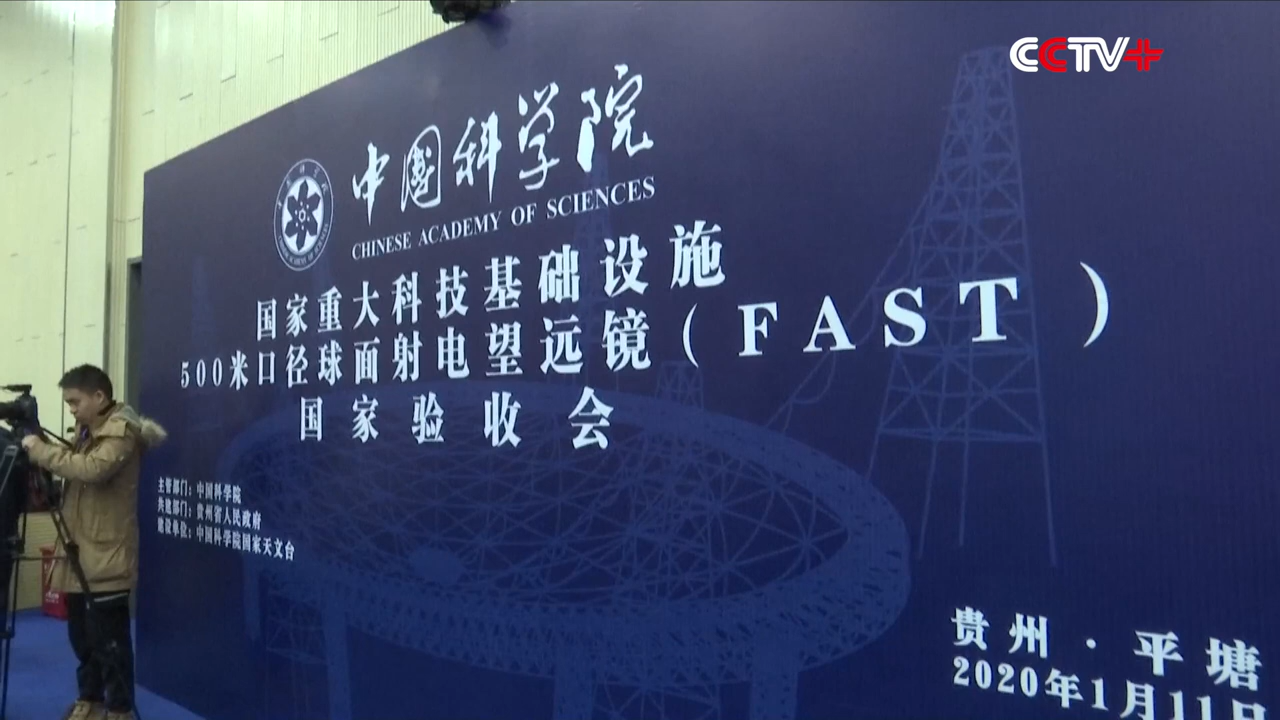 CCTV+
中国科学院
CHINESE ACADEMY OF SCIENCES
国家重大科技基础设施
500米口径球面射电望远镜(FAST)
国家验收会
主管部门：中国科学院
共建部门：贵州省人民政府
建设单位：中国科学院国家天文台
贵州·平塘
2020年1月11日